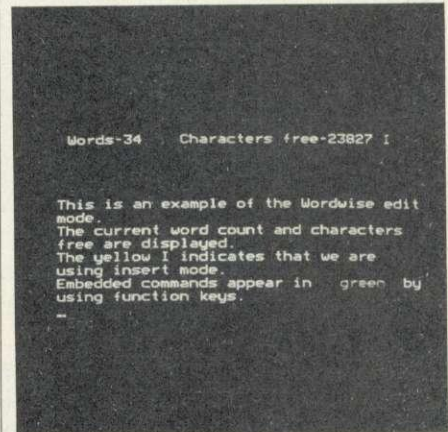 Words-34 Characters free-23827 I
This is an example of the Wordwise edit
mode.
The current word count and characters
free are displayed.
The yellow I indicates that we are
using insert mode.
Embedded commands appear in green by
using function keys.